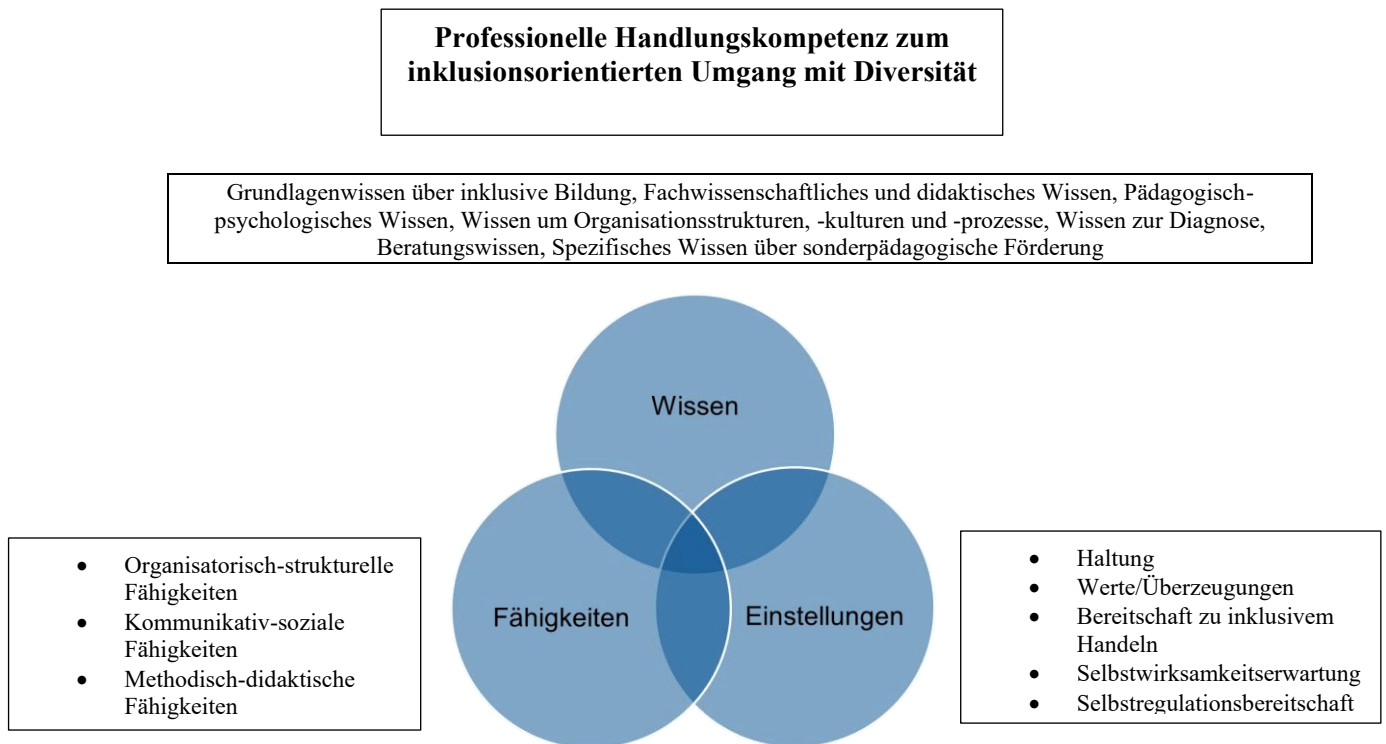 Professionelle Handlungskompetenz zum
inklusionsorientierten Umgang mit Diversität
Grundlagenwissen über inklusive Bildung, Fachwissenschaftliches und didaktisches Wissen, Pädagogisch-
psychologisches Wissen, Wissen um Organisationsstrukturen, -kulturen und -prozesse, Wissen zur Diagnose,
Beratungswissen, Spezifisches Wissen über sonderpädagogische Förderung
Wissen
Fähigkeiten
Einstellungen
• Organisatorisch-strukturelle
Fähigkeiten
• Kommunikativ-soziale
Fähigkeiten
• Methodisch-didaktische
Fähigkeiten
• Haltung
• Werte/Überzeugungen
• Bereitschaft zu inklusivem
Handeln
• Selbstwirksamkeitserwartung
• Selbstregulationsbereitschaft